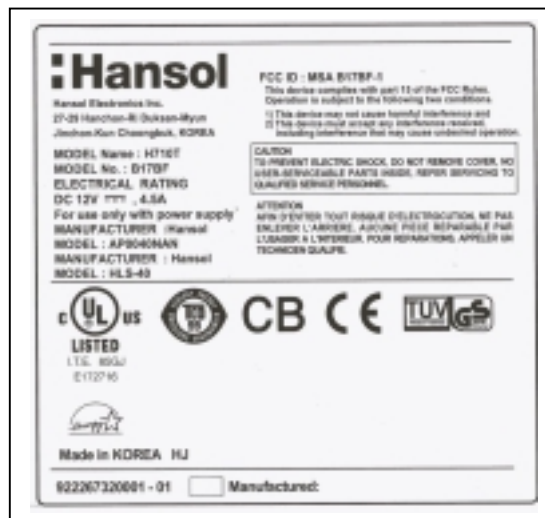 Hansol
Hansol Electronics Inc.
27-29 Hanchon-Ri Duksan-Myun
Jinchon-Kun Choongbuk, KOREA
MODEL Name : H710T
MODEL No. : B17BF
ELECTRICAL RATING
DC 12V , 4.5A
For use only with power supply
MANUFACTURER :Hansol
MODEL : AP9040NAN
MANUFACTURER : Hansol
MODEL : HLS-40
FCC ID : MSA B17BF-1
This device complies with part 15 of the FCC Rules.
Operation is subject to the following two conditions.
1) This device may not cause harmful interference and
2) This device must accept any interference received,
including interference that may cause undesired operation.
CAUTION
TO PREVENT ELECTRIC SHOCK, DO NOT REMOVE COVER, NO
USER-SERVICEABLE PARTS INSIDE, REFER SERVICING TO
QUALIFIED SERVICE PERSONNEL.
ATTENTION
AFIN D'EVITER TOUT RISQUE D'ELECTROCUTION, NE PAS
ENLEVER L'ARRIERE, AUCUNE PIECE REPARABLE PAR
L'USAGER A L'INTERIEUR. POUR REPARATIONS, APPELER UN
TECHNICIEN QUALIFIE.
C UL US
LISTED
I.T.E.
E172716
TCO 99
CB CE TUV GS
Made in KOREA HJ
922267320001 - 01 Manufactured: